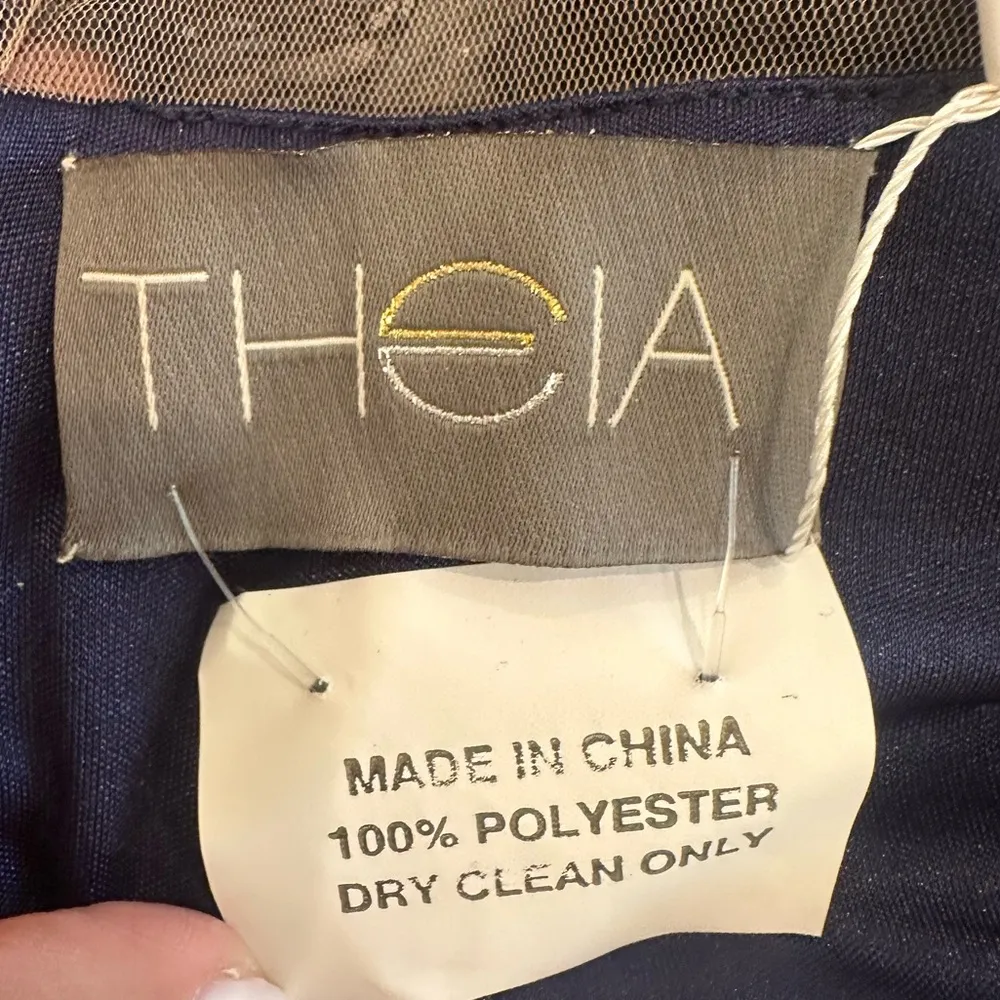 THEIA
MADE IN CHINA
100% POLYESTER
DRY CLEAN ONLY